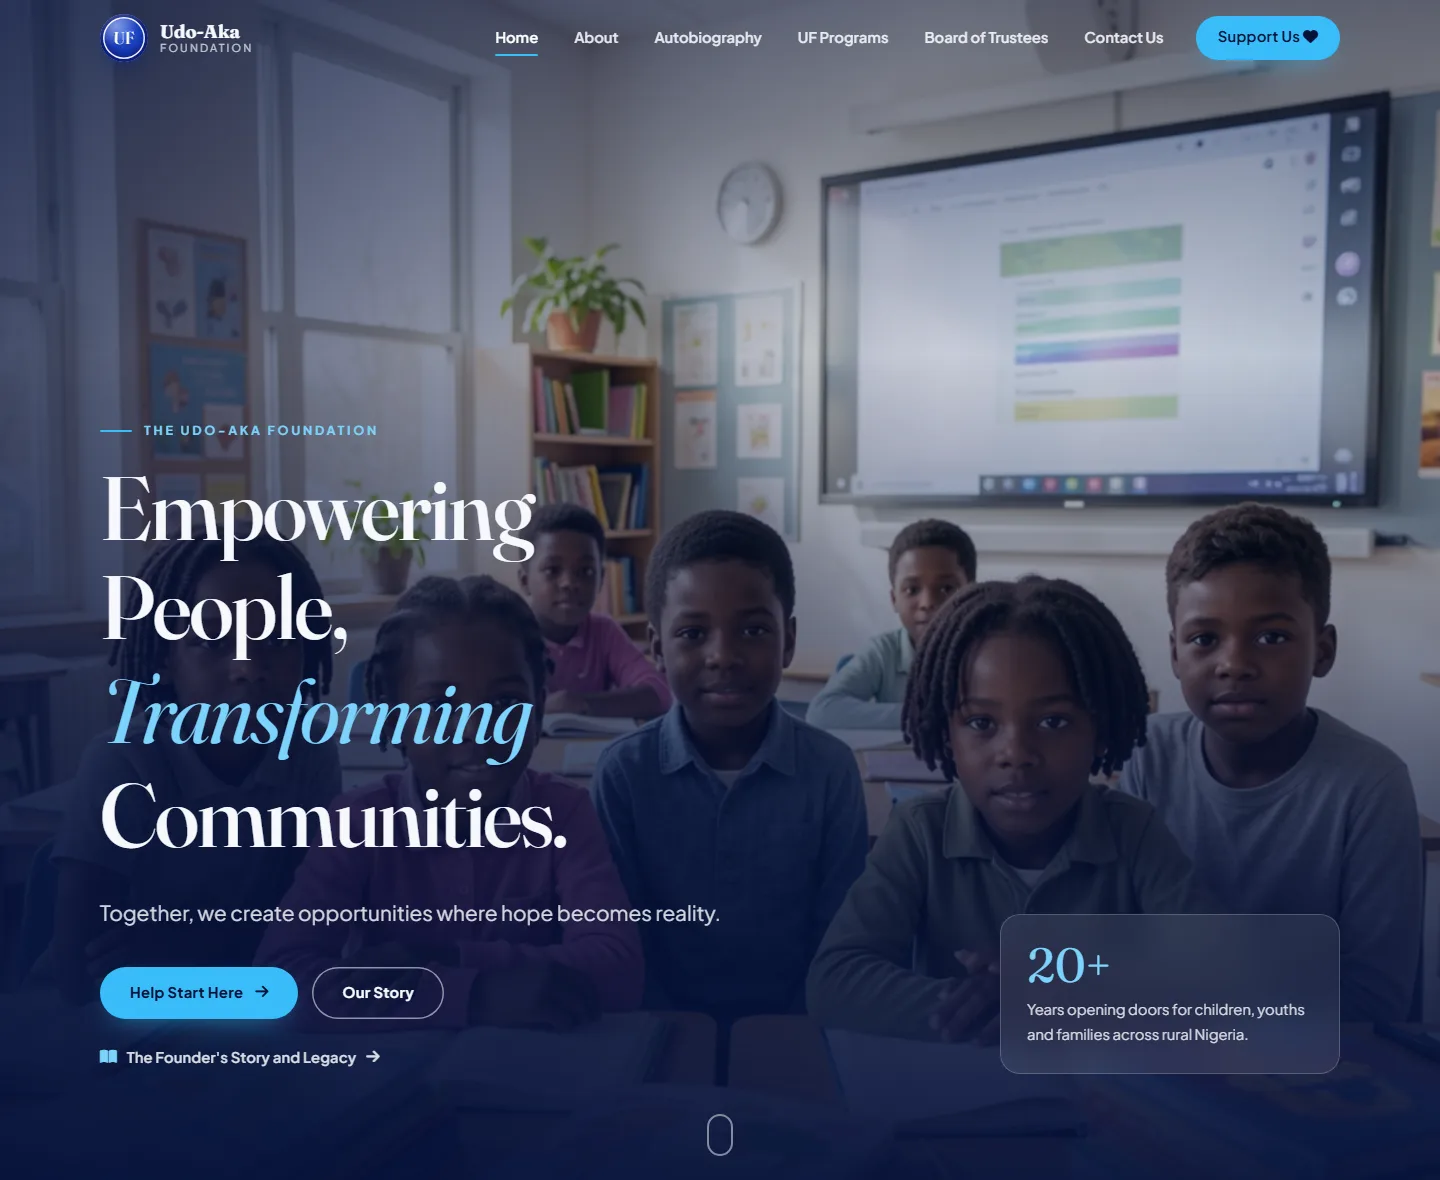 UF
Udo-Aka
FOUNDATION
Home
About
Autobiography
UF Programs
Board of Trustees
Contact Us
Support Us
THE UDO-AKA FOUNDATION
Empowering
People,
Transforming
Communities.
Together, we create opportunities where hope becomes reality.
Help Start Here
Our Story
The Founder's Story and Legacy
20+
Years opening doors for children, youths
and families across rural Nigeria.